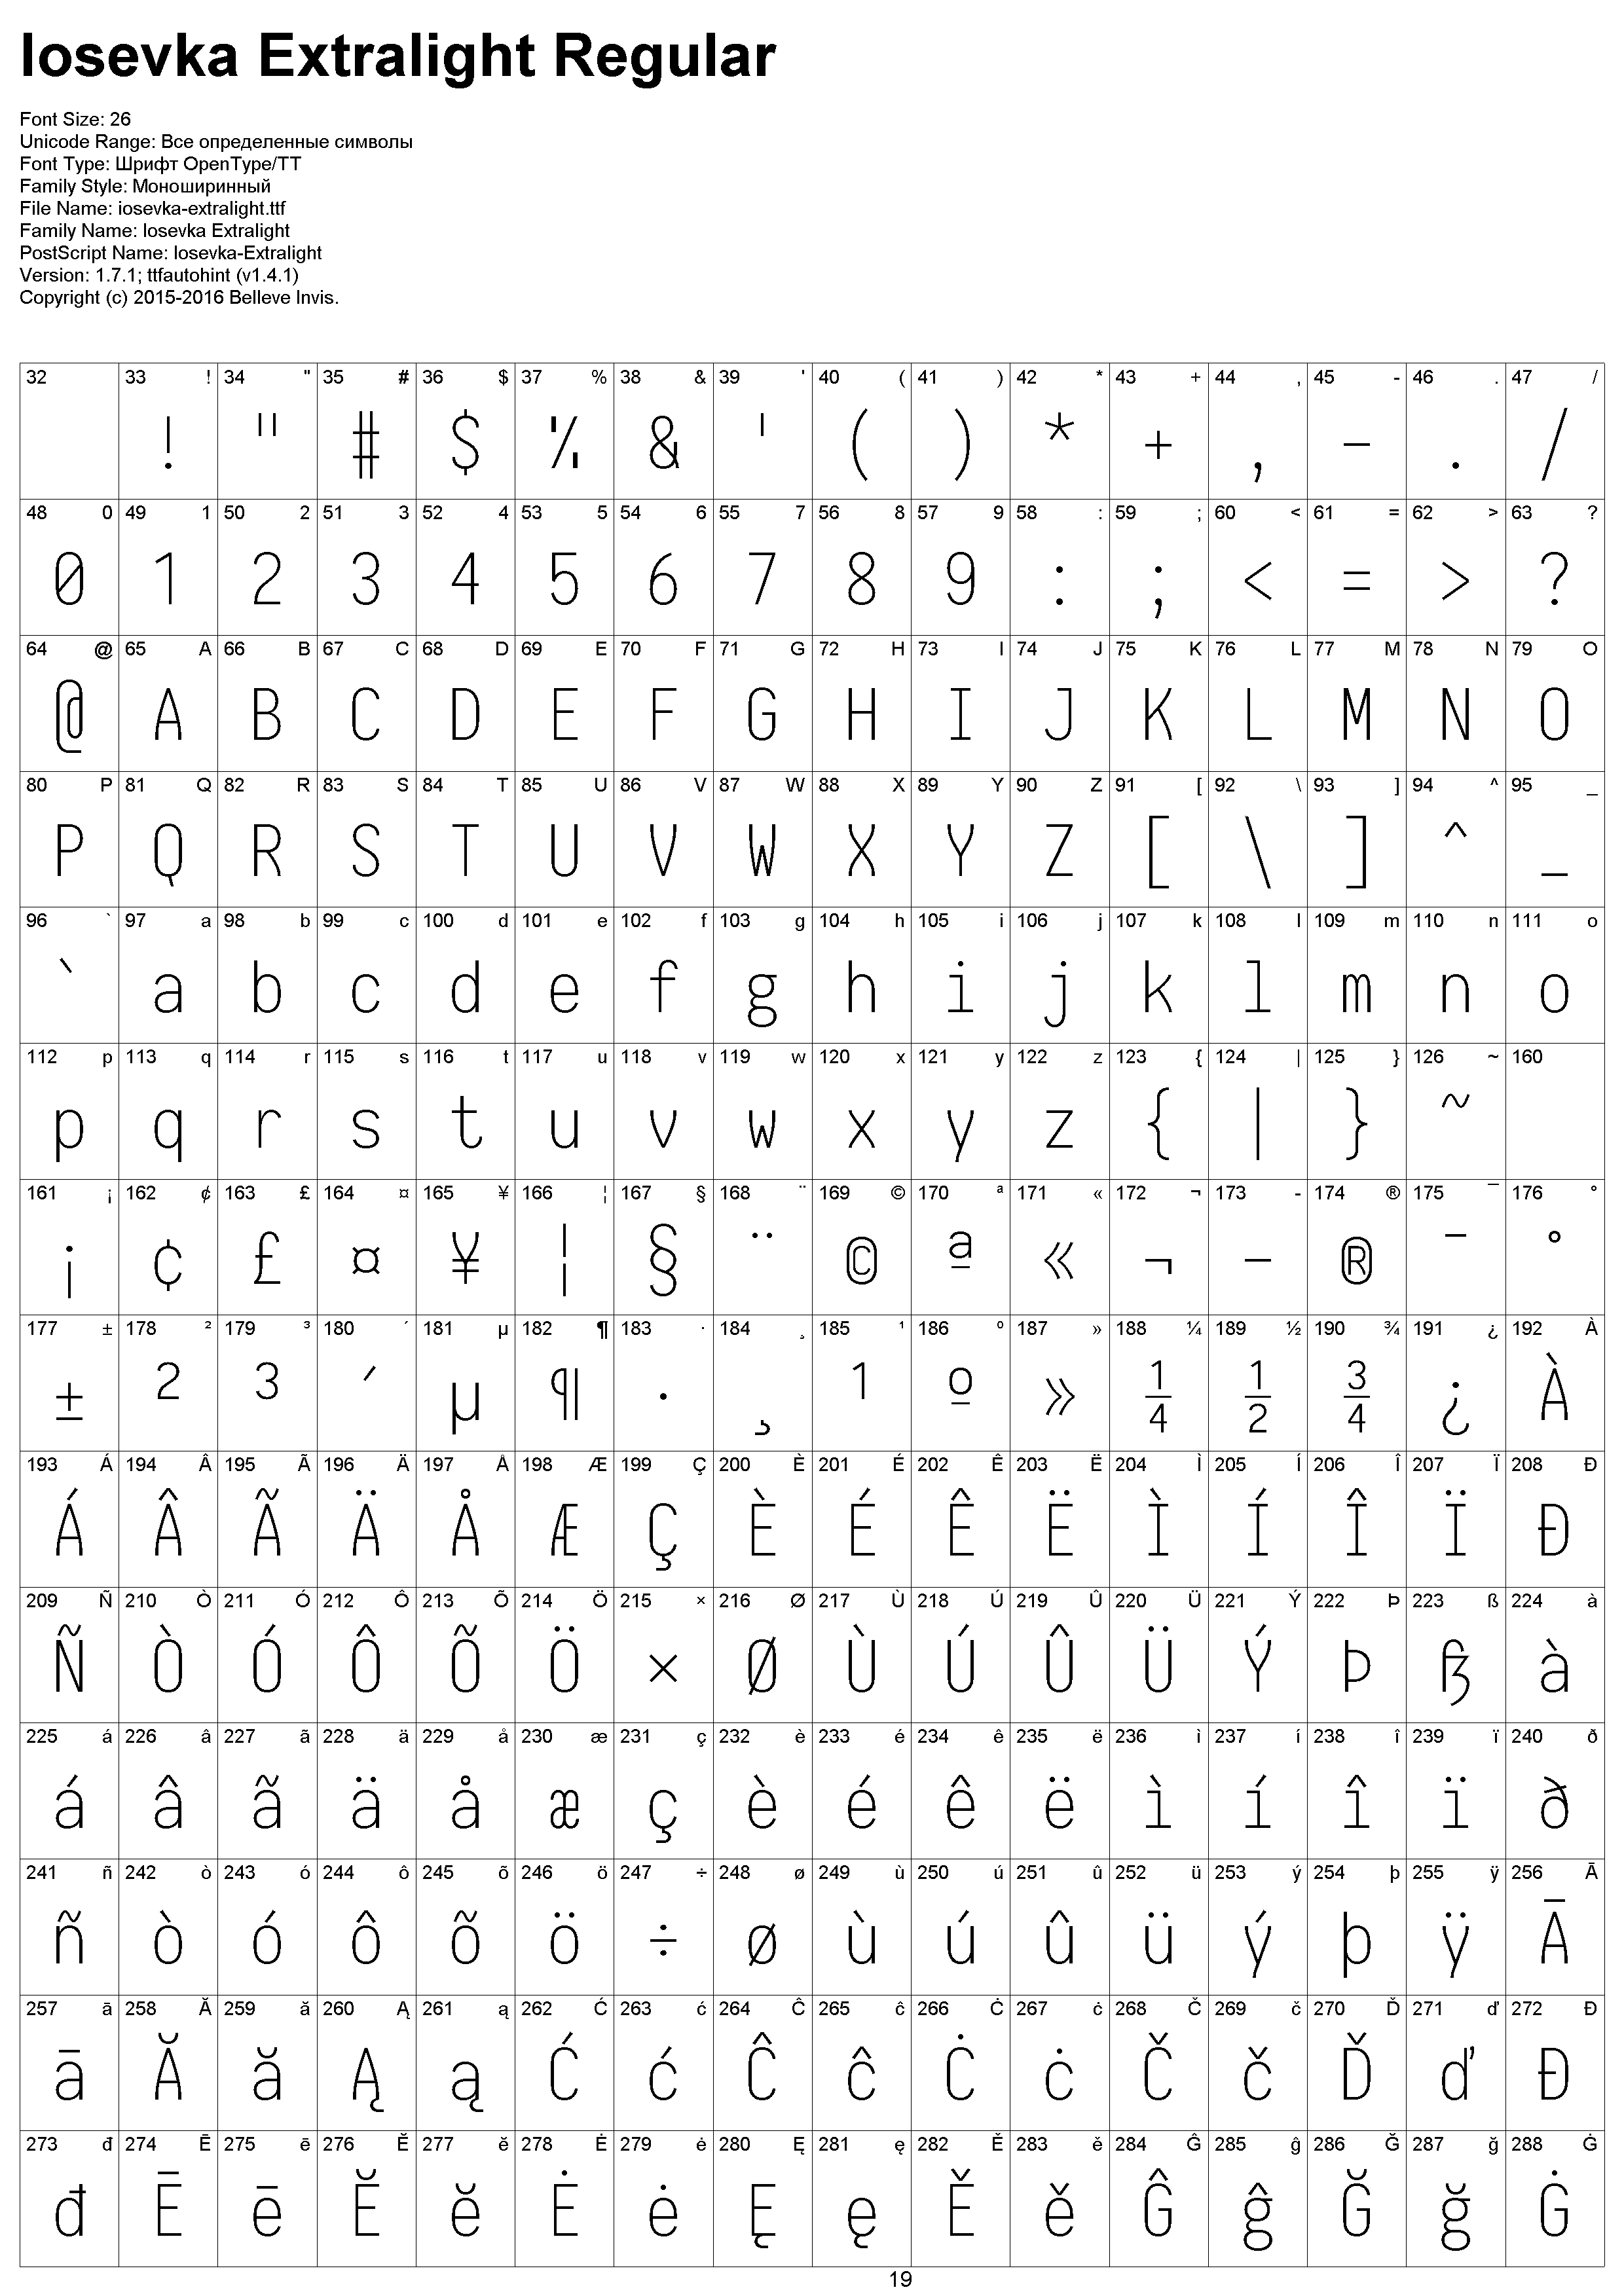 Iosevka Extralight Regular
Font Size: 26
Unicode Range: Все определенные символы
Font Type: Шрифт OpenType/TT
Family Style: Моноширинный
File Name: iosevka-extralight.ttf
Family Name: Iosevka Extralight
PostScript Name: Iosevka-Extralight
Version: 1.7.1; ttfautohint (v1.4.1)
Copyright (c) 2015-2016 Belleve Invis.
32 33 ! 34 " 35 # 36 $ 37 % 38 & 39 ' 40 ( 41 ) 42 * 43 + 44 , 45 - 46 . 47 /
! " # $ % & ' ( ) * + , - . /
48 0 49 1 50 2 51 3 52 4 53 5 54 6 55 7 56 8 57 9 58 : 59 ; 60 < 61 = 62 > 63 ?
0 1 2 3 4 5 6 7 8 9 : ; < = > ?
64 @ 65 A 66 B 67 C 68 D 69 E 70 F 71 G 72 H 73 I 74 J 75 K 76 L 77 M 78 N 79 O
@ A B C D E F G H I J K L M N O
80 P 81 Q 82 R 83 S 84 T 85 U 86 V 87 W 88 X 89 Y 90 Z 91 [ 92 \ 93 ] 94 ^ 95 _
P Q R S T U V W X Y Z [ \ ] ^ _
96 ` 97 a 98 b 99 c 100 d 101 e 102 f 103 g 104 h 105 i 106 j 107 k 108 l 109 m 110 n 111 o
` a b c d e f g h i j k l m n o
112 p 113 q 114 r 115 s 116 t 117 u 118 v 119 w 120 x 121 y 122 z 123 { 124 | 125 } 126 ~ 160
p q r s t u v w x y z { | } ~
161 ¡ 162 ¢ 163 £ 164 ¤ 165 ¥ 166 ¦ 167 § 168 ¨ 169 © 170 ª 171 « 172 ¬ 173 - 174 ® 175 ¯ 176 °
¡ ¢ £ ¤ ¥ ¦ § ¨ © ª « ¬ - ® ¯ °
177 ± 178 ² 179 ³ 180 ´ 181 µ 182 ¶ 183 · 184 ¸ 185 ¹ 186 º 187 » 188 ¼ 189 ½ 190 ¾ 191 ¿ 192 À
± ² ³ ´ µ ¶ · ¸ ¹ º » ¼ ½ ¾ ¿ À
193 Á 194 Â 195 Ã 196 Ä 197 Å 198 Æ 199 Ç 200 È 201 É 202 Ê 203 Ë 204 Ì 205 Í 206 Î 207 Ï 208 Ð
Á Â Ã Ä Å Æ Ç È É Ê Ë Ì Í Î Ï Ð
209 Ñ 210 Ò 211 Ó 212 Ô 213 Õ 214 Ö 215 × 216 Ø 217 Ù 218 Ú 219 Û 220 Ü 221 Ý 222 Þ 223 ß 224 à
Ñ Ò Ó Ô Õ Ö × Ø Ù Ú Û Ü Ý Þ ß à
225 á 226 â 227 ã 228 ä 229 å 230 æ 231 ç 232 è 233 é 234 ê 235 ë 236 ì 237 í 238 î 239 ï 240 ð
á â ã ä å æ ç è é ê ë ì í î ï ð
241 ñ 242 ò 243 ó 244 ô 245 õ 246 ö 247 ÷ 248 ø 249 ù 250 ú 251 û 252 ü 253 ý 254 þ 255 ÿ 256 Ā
ñ ò ó ô õ ö ÷ ø ù ú û ü ý þ ÿ Ā
257 ā 258 Ă 259 ă 260 Ą 261 ą 262 Ć 263 ć 264 Ĉ 265 ĉ 266 Ċ 267 ċ 268 Č 269 č 270 Ď 271 ď 272 Đ
ā Ă ă Ą ą Ć ć Ĉ ĉ Ċ ċ Č č Ď ď Đ
273 đ 274 Ē 275 ē 276 Ĕ 277 ĕ 278 Ė 279 ė 280 Ę 281 ę 282 Ě 283 ě 284 Ĝ 285 ĝ 286 Ğ 287 ğ 288 Ġ
đ Ē ē Ĕ ĕ Ė ė Ę ę Ě ě Ĝ ĝ Ğ ğ Ġ
19